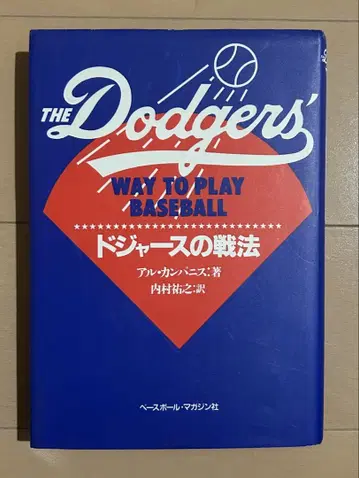 THE Dodgers'
WAY TO PLAY
BASEBALL
ドジャースの戦法
アル・カンパニス：著
内村祐之：訳
ベースボール・マガジン社